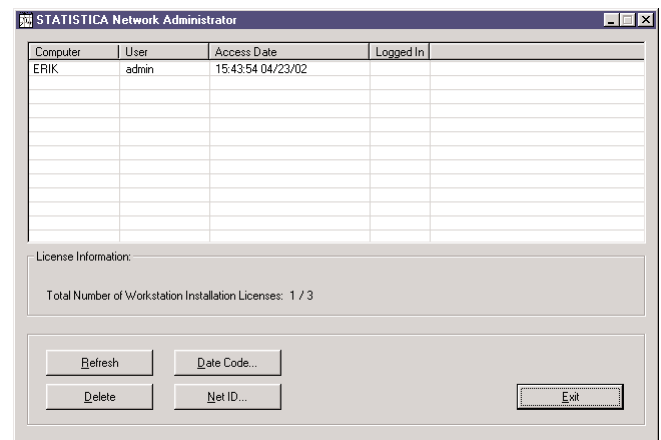 STATISTICA Network Administrator
Computer User Access Date Logged In
ERIK admin 15:43:54 04/23/02
License Information:
Total Number of Workstation Installation Licenses: 1 / 3
Refresh Date Code...
Delete Net ID... Exit